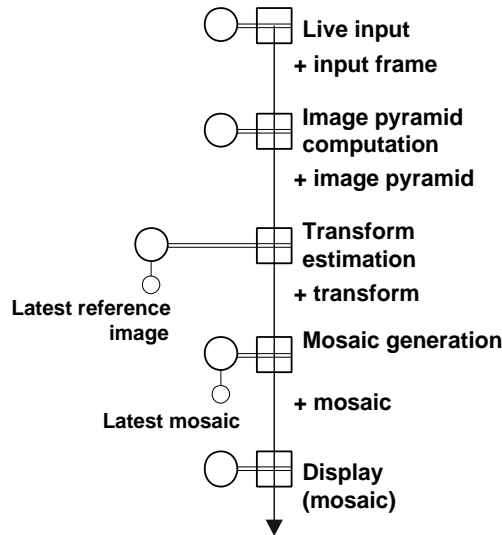 Live input
+ input frame
Image pyramid
computation
+ image pyramid
Transform
estimation
+ transform
Latest reference
image
Mosaic generation
+ mosaic
Latest mosaic
Display
(mosaic)